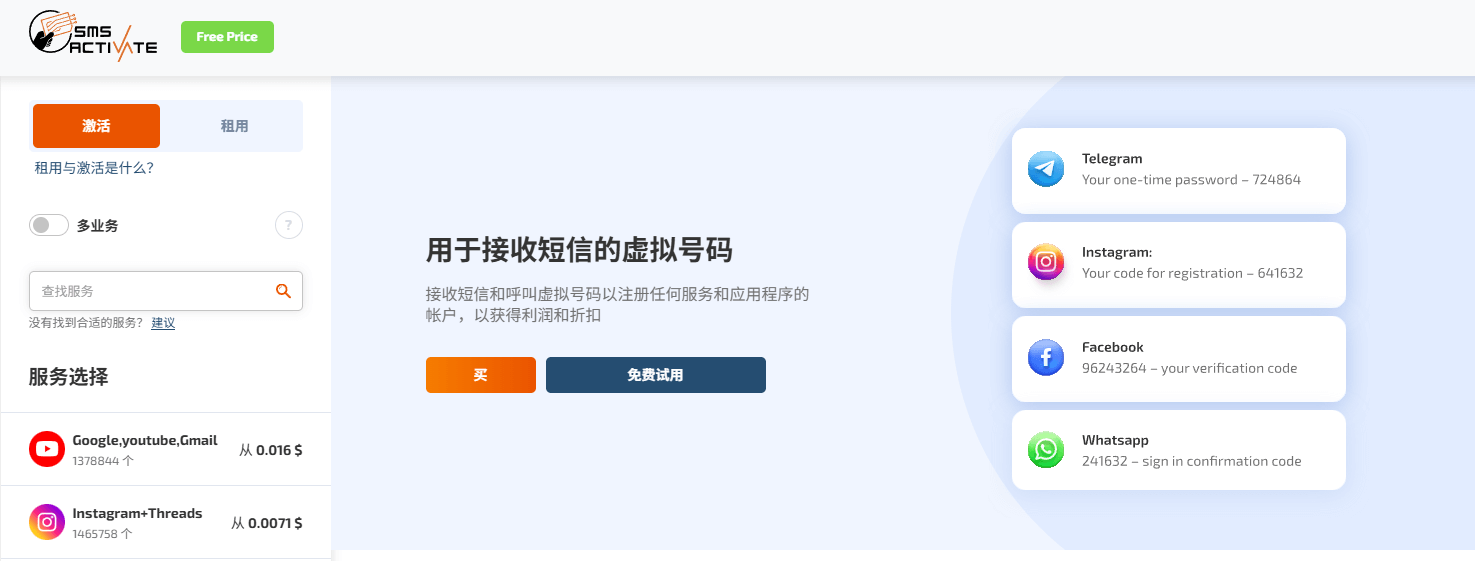 SMS
ACTIVATE
Free Price
激活
租用
租用与激活是什么?
多业务
?
查找服务
没有找到合适的服务? 建议
服务选择
Google,youtube,Gmail
1378844 个
从 0.016 $
Instagram+Threads
1465758 个
从 0.0071 $
用于接收短信的虚拟号码
接收短信和呼叫虚拟号码以注册任何服务和应用程序的
帐户，以获得利润和折扣
买
免费试用
Telegram
Your one-time password – 724864
Instagram:
Your code for registration – 641632
Facebook
96243264 – your verification code
Whatsapp
241632 – sign in confirmation code